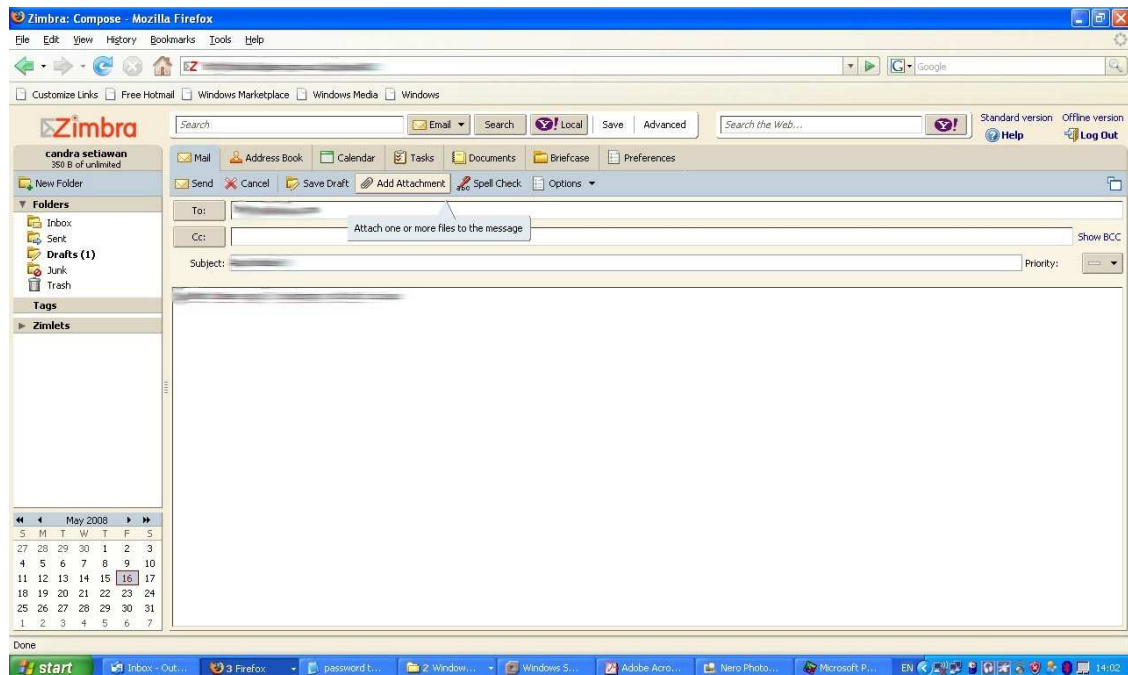 Zimbra: Compose - Mozilla Firefox
File Edit View History Bookmarks Tools Help
G Google
Customize Links Free Hotmail Windows Marketplace Windows Media Windows
Zimbra
Search Email Search Y! Local Save Advanced Search the Web... Y! Standard version Offline version
Help Log Out
candra setiawan
350 B of unlimited
Mail Address Book Calendar Tasks Documents Briefcase Preferences
New Folder
Send Cancel Save Draft Add Attachment Spell Check Options
Folders
To:
Attach one or more files to the message
Inbox
Sent
Cc: Show BCC
Drafts (1)
Subject: Priority:
Junk
Trash
Tags
Zimlets
May 2008
S M T W T F S
27 28 29 30 1 2 3
4 5 6 7 8 9 10
11 12 13 14 15 16 17
18 19 20 21 22 23 24
25 26 27 28 29 30 31
1 2 3 4 5 6 7
Done
start Inbox - Out... 3 Firefox password t... 2 Window... Windows S... Adobe Acro... Nero Photo... Microsoft P... EN 14:02